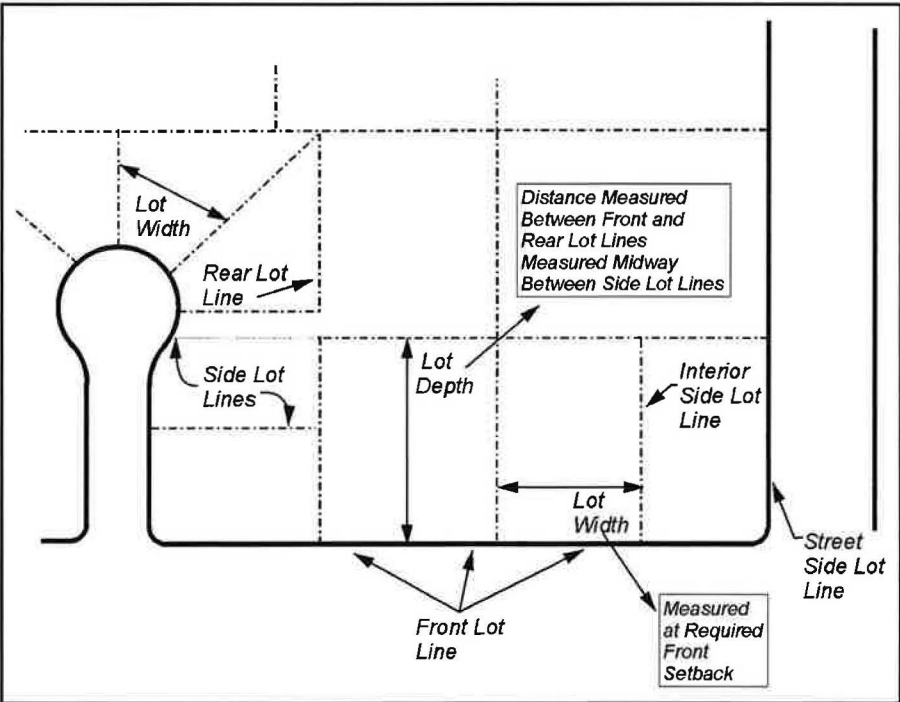 Lot
Width
Distance Measured
Between Front and
Rear Lot Lines
Measured Midway
Between Side Lot Lines
Rear Lot
Line
Side Lot
Lines
Lot
Depth
Interior
Side Lot
Line
Lot
Width
Street
Side Lot
Line
Front Lot
Line
Measured
at Required
Front
Setback